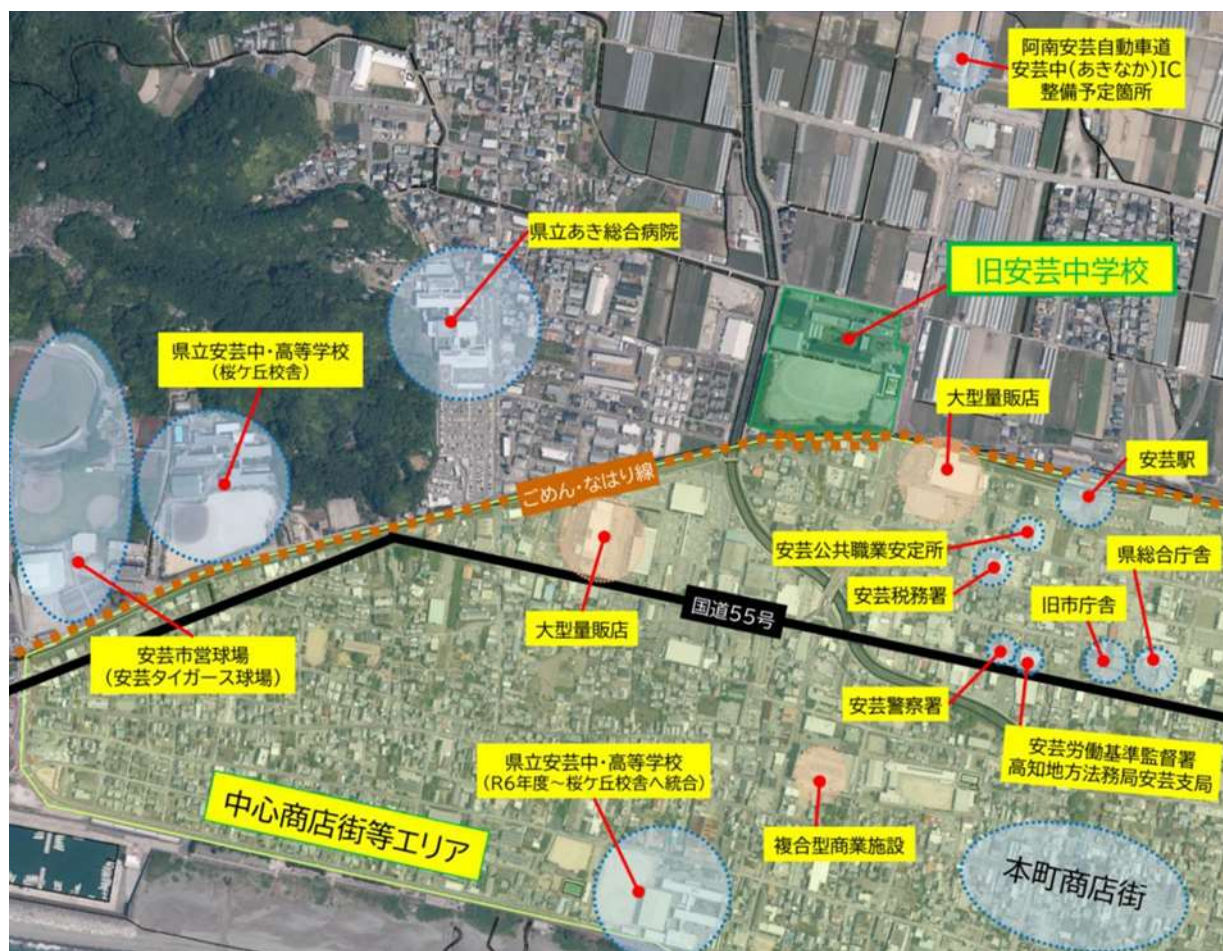 阿南安芸自動車道
安芸中(あきなか)IC
整備予定箇所
県立あき総合病院
旧安芸中学校
県立安芸中・高等学校
(桜ケ丘校舎)
大型量販店
安芸駅
ごめん・なはり線
安芸公共職業安定所
県総合庁舎
安芸税務署
旧市庁舎
国道55号
大型量販店
安芸市営球場
(安芸タイガース球場)
安芸警察署
安芸労働基準監督署
高知地方法務局安芸支局
県立安芸中・高等学校
(R6年度～桜ケ丘校舎へ統合)
中心商店街等エリア
複合型商業施設
本町商店街